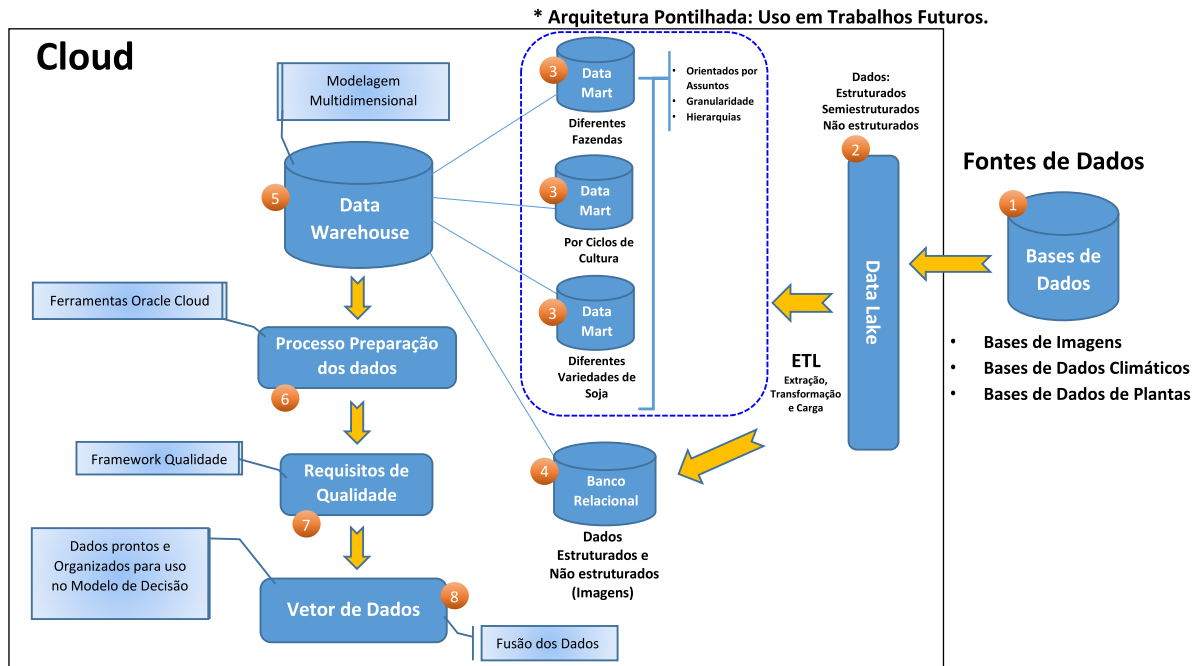 * Arquitetura Pontilhada: Uso em Trabalhos Futuros.
Cloud
Modelagem
Multidimensional
5
Data
Warehouse
Ferramentas Oracle Cloud
Processo Preparação
dos dados
6
Framework Qualidade
Requisitos de
Qualidade
7
Dados prontos e
Organizados para uso
no Modelo de Decisão
Vetor de Dados
8
Fusão dos Dados
3
Data
Mart
Diferentes
Fazendas
• Orientados por
Assuntos
• Granularidade
• Hierarquias
3
Data
Mart
Por Ciclos de
Cultura
3
Data
Mart
Diferentes
Variedades de
Soja
4
Banco
Relacional
Dados
Estruturados e
Não estruturados
(Imagens)
ETL
Extração,
Transformação
e Carga
Dados:
Estruturados
Semiestruturados
Não estruturados
2
Data Lake
Fontes de Dados
1
Bases de
Dados
• Bases de Imagens
• Bases de Dados Climáticos
• Bases de Dados de Plantas